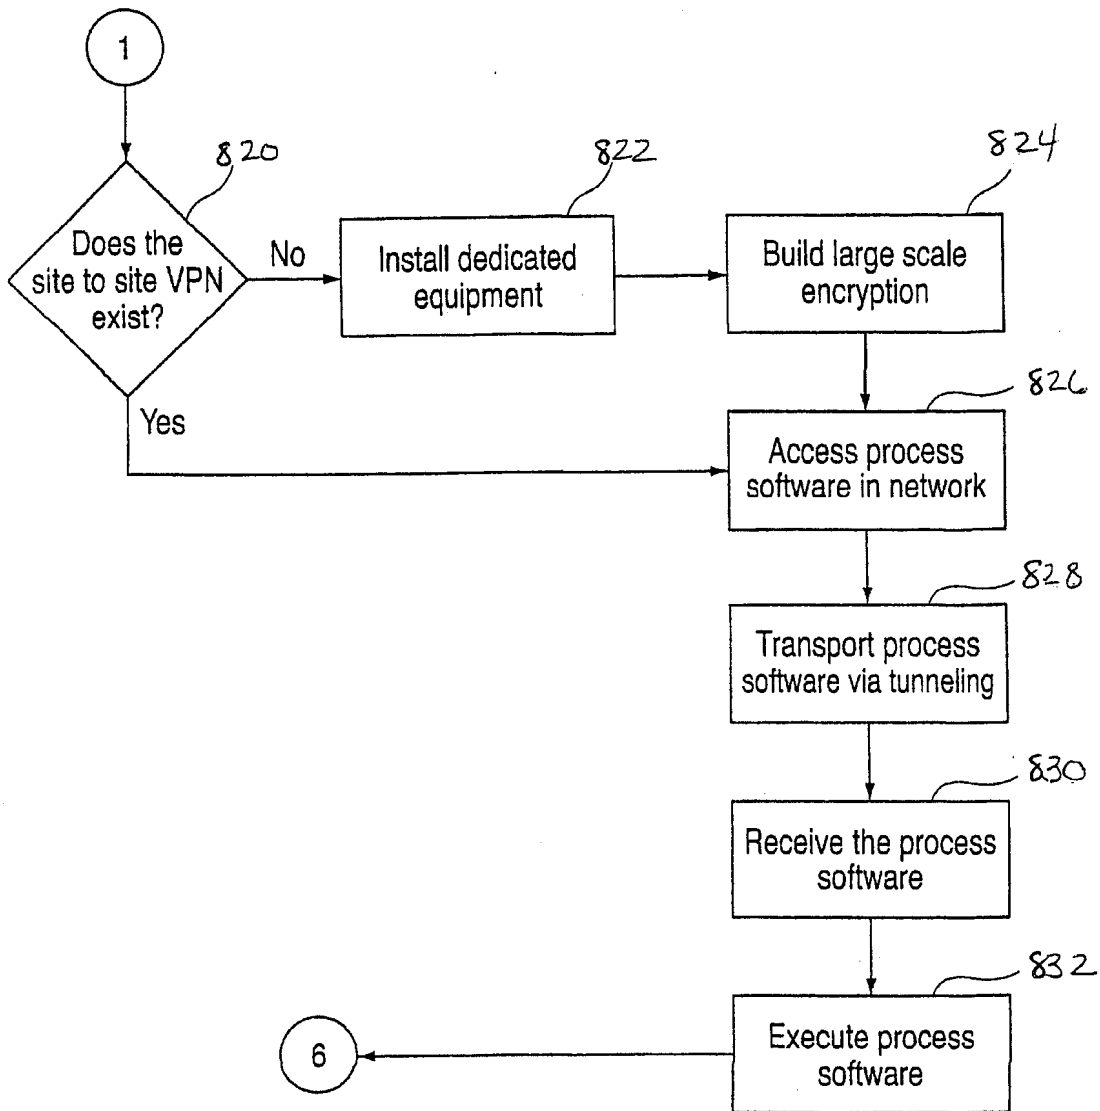 1
820
Does the
site to site VPN
exist?
No
Yes
822
Install dedicated
equipment
824
Build large scale
encryption
826
Access process
software in network
828
Transport process
software via tunneling
830
Receive the process
software
832
Execute process
software
6